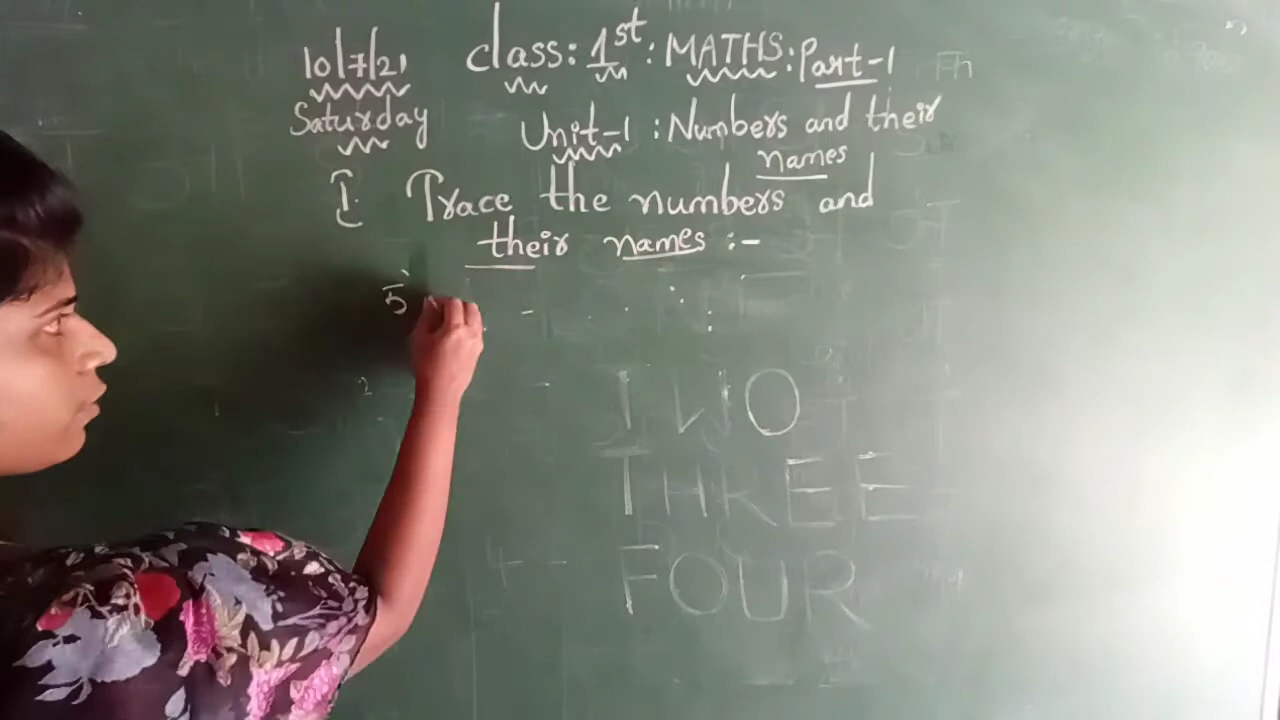 10/7/21 class: 1st: MATHS: Part-1
Saturday Unit-1: Numbers and their
names
I. Trace the numbers and
their names :-
5
TWO
THREE
4 - FOUR